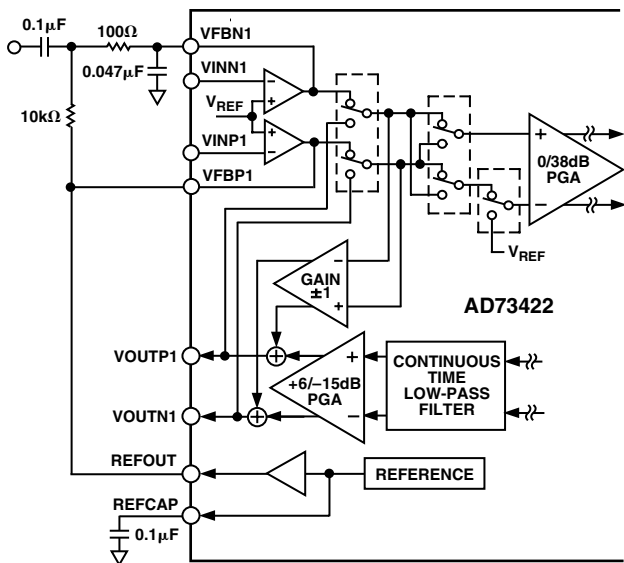 0.1μF
100Ω
VFBN1
0.047μF
VINN1
VREF
10kΩ
VINP1
VFBP1
0/38dB
PGA
VREF
GAIN
±1
AD73422
VOUTP1
+6/–15dB
PGA
CONTINUOUS
TIME
LOW-PASS
FILTER
VOUTN1
REFOUT
REFERENCE
REFCAP
0.1μF